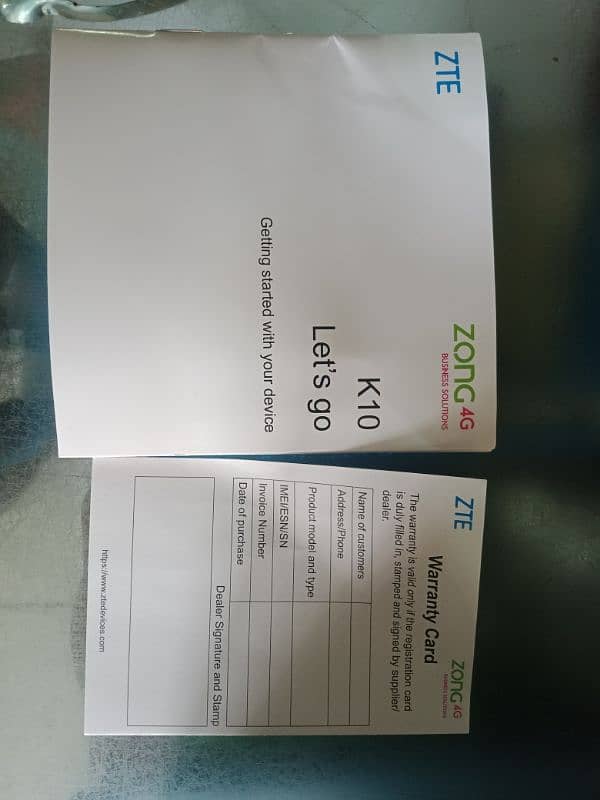 ZTE
ZONG 4G
BUSINESS SOLUTIONS
K10
Let's go
Getting started with your device
ZTE
ZONG 4G
BUSINESS SOLUTIONS
Warranty Card
The warranty is valid only if the registration card
is duly filled in, stamped and signed by supplier/
dealer.
Name of customers
Address/Phone
Product model and type
IMEI/ESN/SN
Invoice Number
Date of purchase
Dealer Signature and Stamp
https://www.ztedevices.com